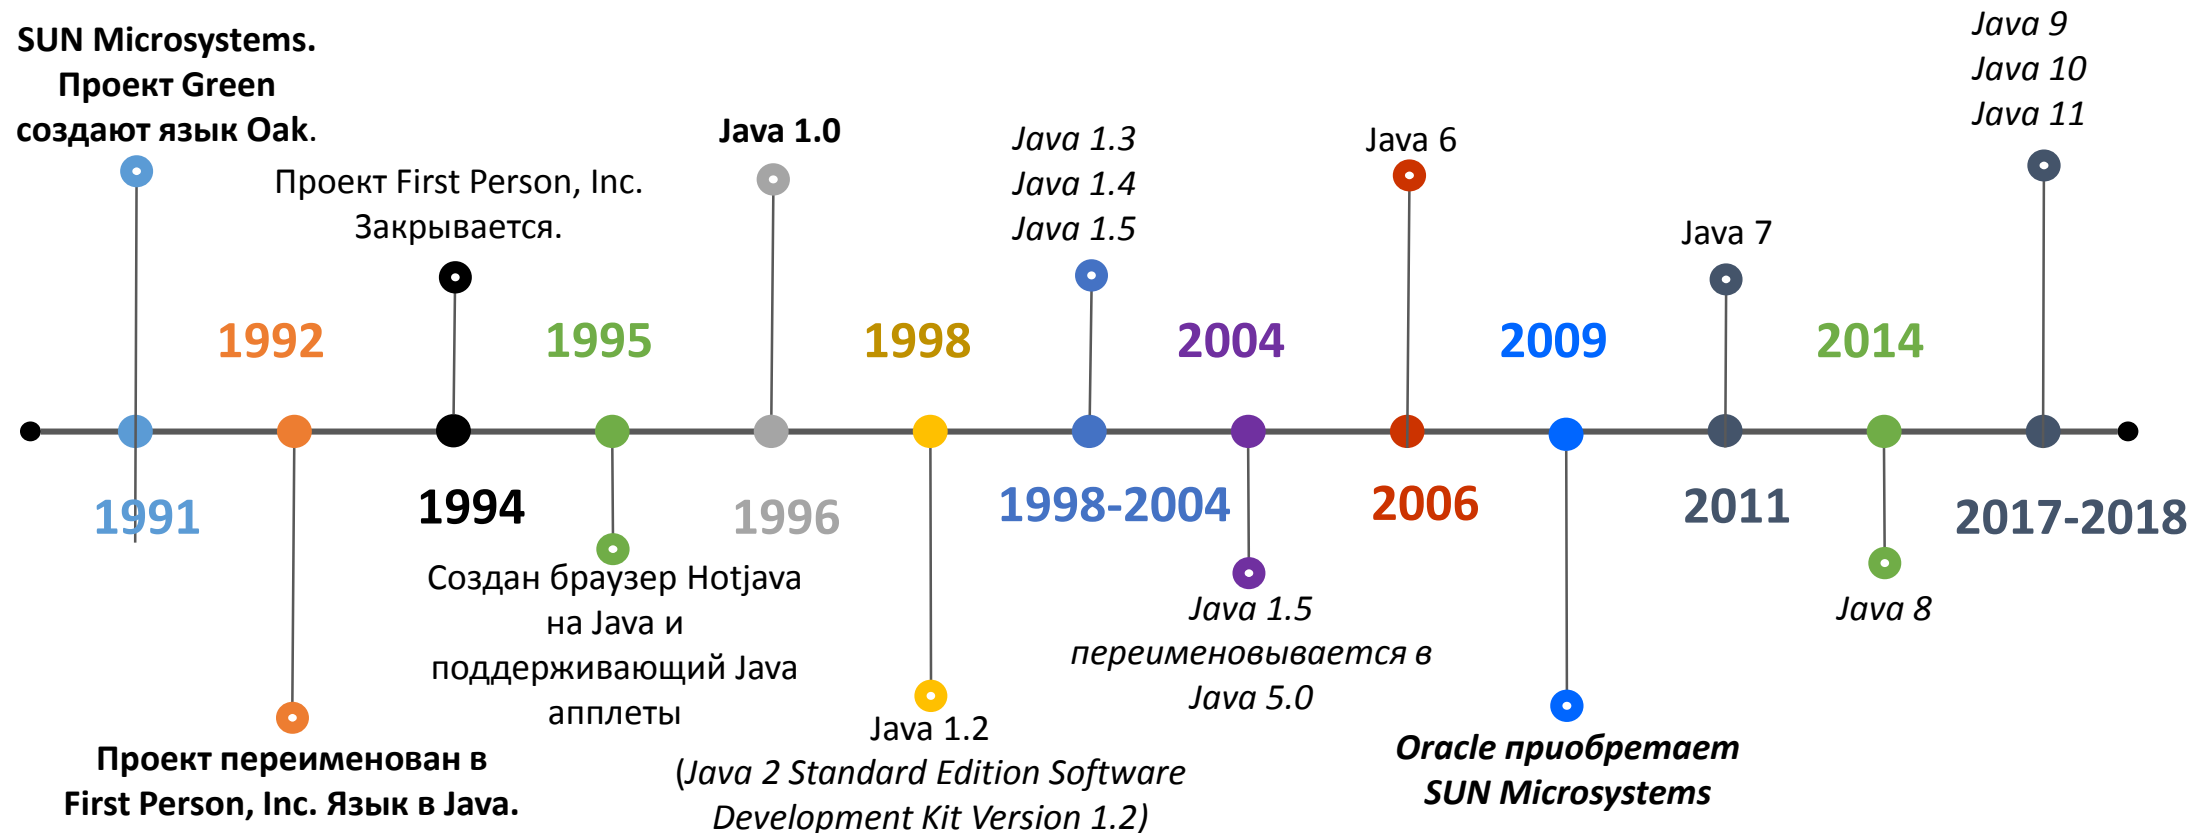 SUN Microsystems.
Проект Green
создают язык Oak.
1991
1992
Проект переименован в
First Person, Inc. Язык в Java.
Проект First Person, Inc.
Закрывается.
1994
1995
Создан браузер Hotjava
на Java и
поддерживающий Java
апплеты
Java 1.0
1996
1998
Java 1.2
(Java 2 Standard Edition Software
Development Kit Version 1.2)
Java 1.3
Java 1.4
Java 1.5
1998-2004
2004
Java 1.5
переименовывается в
Java 5.0
Java 6
2006
2009
Oracle приобретает
SUN Microsystems
Java 7
2011
2014
Java 8
Java 9
Java 10
Java 11
2017-2018